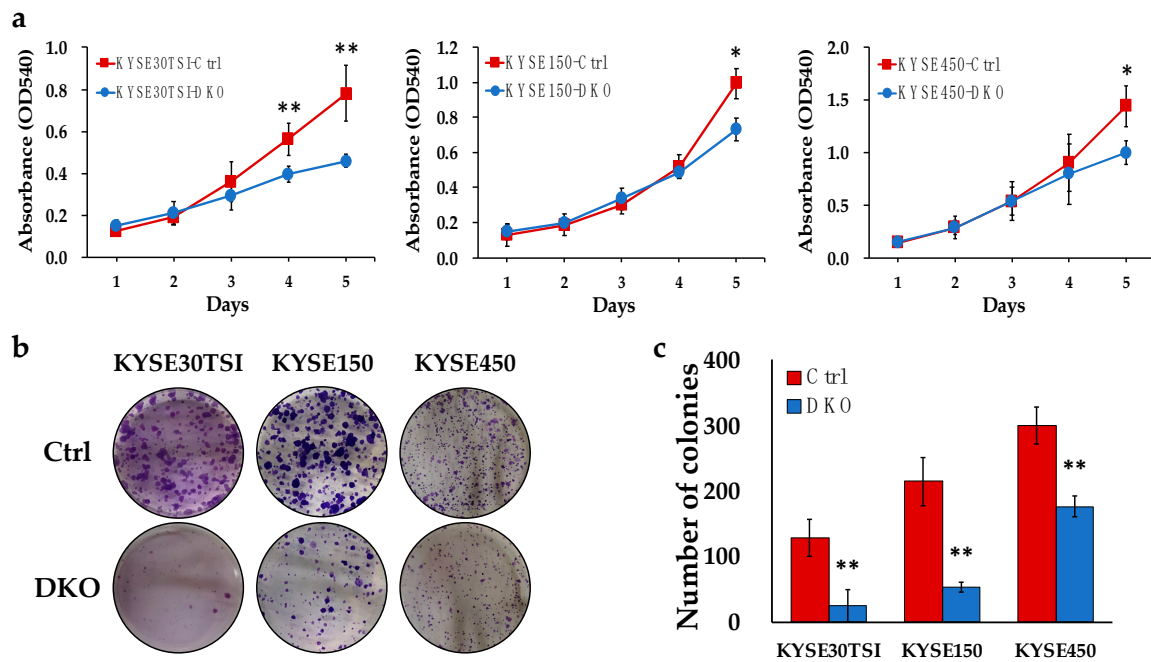 a
Absorbance (OD540)
1.0
0.8
0.6
0.4
0.2
0.0
KYSE30TSI-Ctrl
KYSE30TSI-DKO
**
**
1 2 3 4 5
Days
Absorbance (OD540)
1.2
1.0
0.8
0.6
0.4
0.2
0.0
KYSE150-Ctrl
KYSE150-DKO
*
1 2 3 4 5
Days
Absorbance (OD540)
2.0
1.5
1.0
0.5
0.0
KYSE450-Ctrl
KYSE450-DKO
*
1 2 3 4 5
Days
b
KYSE30TSI KYSE150 KYSE450
Ctrl
DKO
c
Number of colonies
400
300
200
100
0
Ctrl
DKO
**
**
**
KYSE30TSI KYSE150 KYSE450